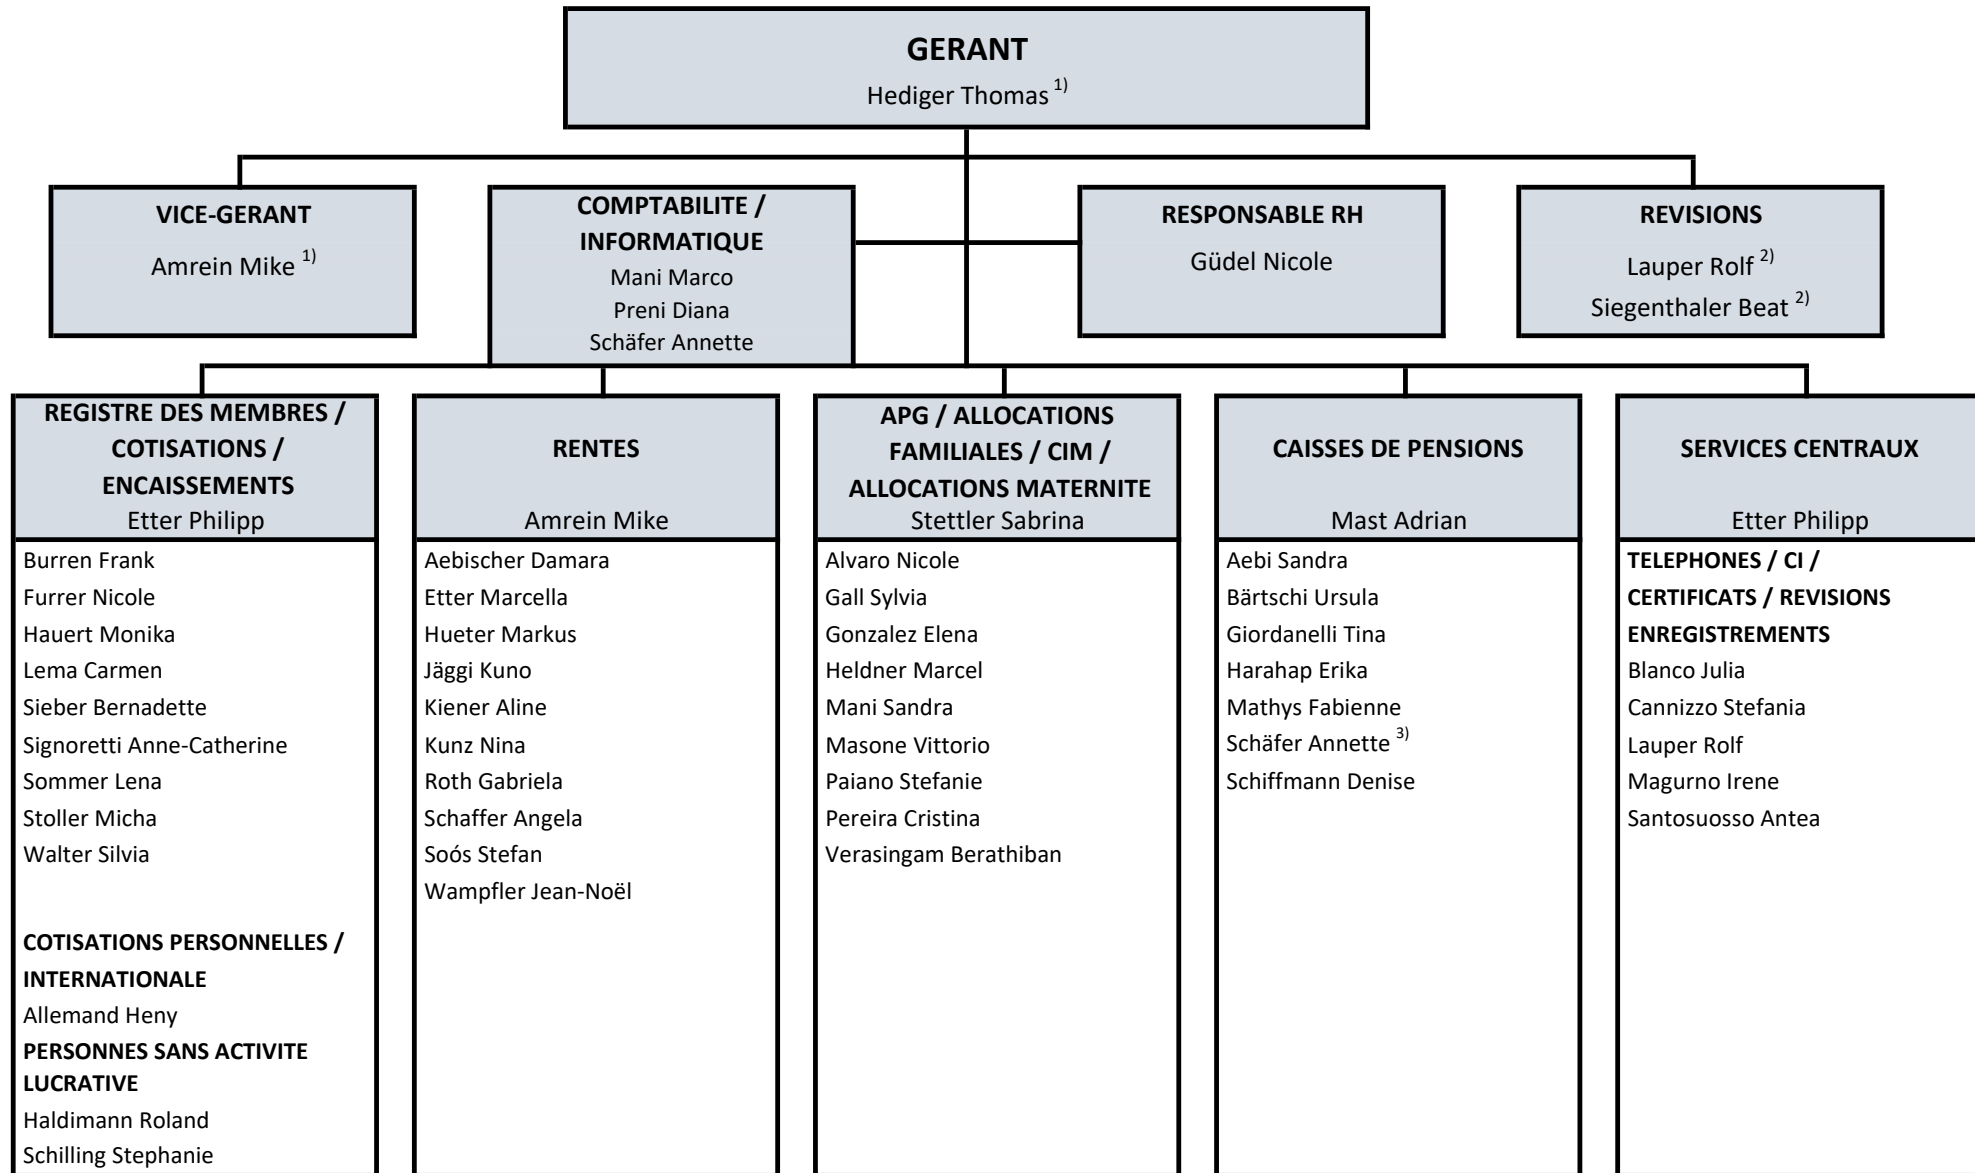 GERANT
Hediger Thomas 1)
VICE-GERANT
Amrein Mike 1)
COMPTABILITE /
INFORMATIQUE
Mani Marco
Preni Diana
Schäfer Annette
RESPONSABLE RH
Güdel Nicole
REVISIONS
Lauper Rolf 2)
Siegenthaler Beat 2)
REGISTRE DES MEMBRES /
COTISATIONS /
ENCAISSEMENTS
Etter Philipp
Burren Frank
Furrer Nicole
Hauert Monika
Lema Carmen
Sieber Bernadette
Signoretti Anne-Catherine
Sommer Lena
Stoller Micha
Walter Silvia
COTISATIONS PERSONNELLES /
INTERNATIONALE
Allemand Heny
PERSONNES SANS ACTIVITE
LUCRATIVE
Haldimann Roland
Schilling Stephanie
RENTES
Amrein Mike
Aebischer Damara
Etter Marcella
Hueter Markus
Jäggi Kuno
Kiener Aline
Kunz Nina
Roth Gabriela
Schaffer Angela
Soós Stefan
Wampfler Jean-Noël
APG / ALLOCATIONS
FAMILIALES / CIM /
ALLOCATIONS MATERNITE
Stettler Sabrina
Alvaro Nicole
Gall Sylvia
Gonzalez Elena
Heldner Marcel
Mani Sandra
Masone Vittorio
Paiano Stefanie
Pereira Cristina
Verasingam Berathiban
CAISSES DE PENSIONS
Mast Adrian
Aebi Sandra
Bärtschi Ursula
Giordanelli Tina
Harahap Erika
Mathys Fabienne
Schäfer Annette 3)
Schiffmann Denise
SERVICES CENTRAUX
Etter Philipp
TELEPHONES / CI /
CERTIFICATS / REVISIONS
ENREGISTREMENTS
Blanco Julia
Cannizzo Stefania
Lauper Rolf
Magurno Irene
Santosuosso Antea